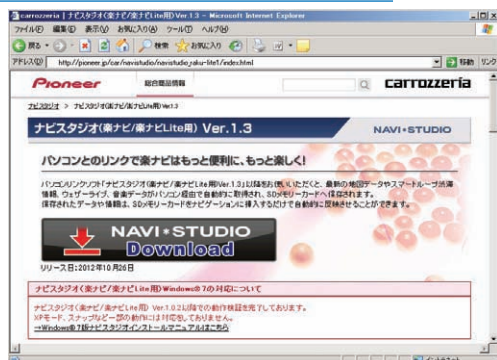 carrozzeria | ナビスタジオ(楽ナビ/楽ナビLite用) Ver.1.3 - Microsoft Internet Explorer
ファイル(F) 編集(E) 表示(V) お気に入り(A) ツール(T) ヘルプ(H)
戻る 検索 お気に入り
アドレス(D) http://pioneer.jp/car/navistudio/navistudio_raku-lite1/index.html 移動 リンク
Pioneer 総合製品情報 carrozzeria
ナビスタジオ > ナビスタジオ(楽ナビ/楽ナビLite用)Ver.1.3
ナビスタジオ(楽ナビ/楽ナビLite用) Ver.1.3 NAVI*STUDIO
パソコンとのリンクで楽ナビはもっと便利に、もっと楽しく!
パソコンリンクソフト「ナビスタジオ(楽ナビ/楽ナビLite用)Ver.1.3」以降をお使いいただくと、最新の地図データやスマートループ渋滞
情報、ウェザーライブ、音楽データがパソコン経由で自動的に取得され、SDメモリーカードへ保存されます。
保存されたデータや情報は、SDメモリーカードをナビゲーションに挿入するだけで自動的に反映させることができます。
NAVI*STUDIO
Download
リリース日:2012年10月26日
ナビスタジオ(楽ナビ/楽ナビLite用)Windows® 7の対応について
ナビスタジオ(楽ナビ/楽ナビLite用) Ver.1.0.2以降での動作検証を完了しております。
XPモード、スナップなど一部の動作には対応をしておりません。
→Windows® 7版ナビスタジオインストールマニュアルはこちら
インターネット